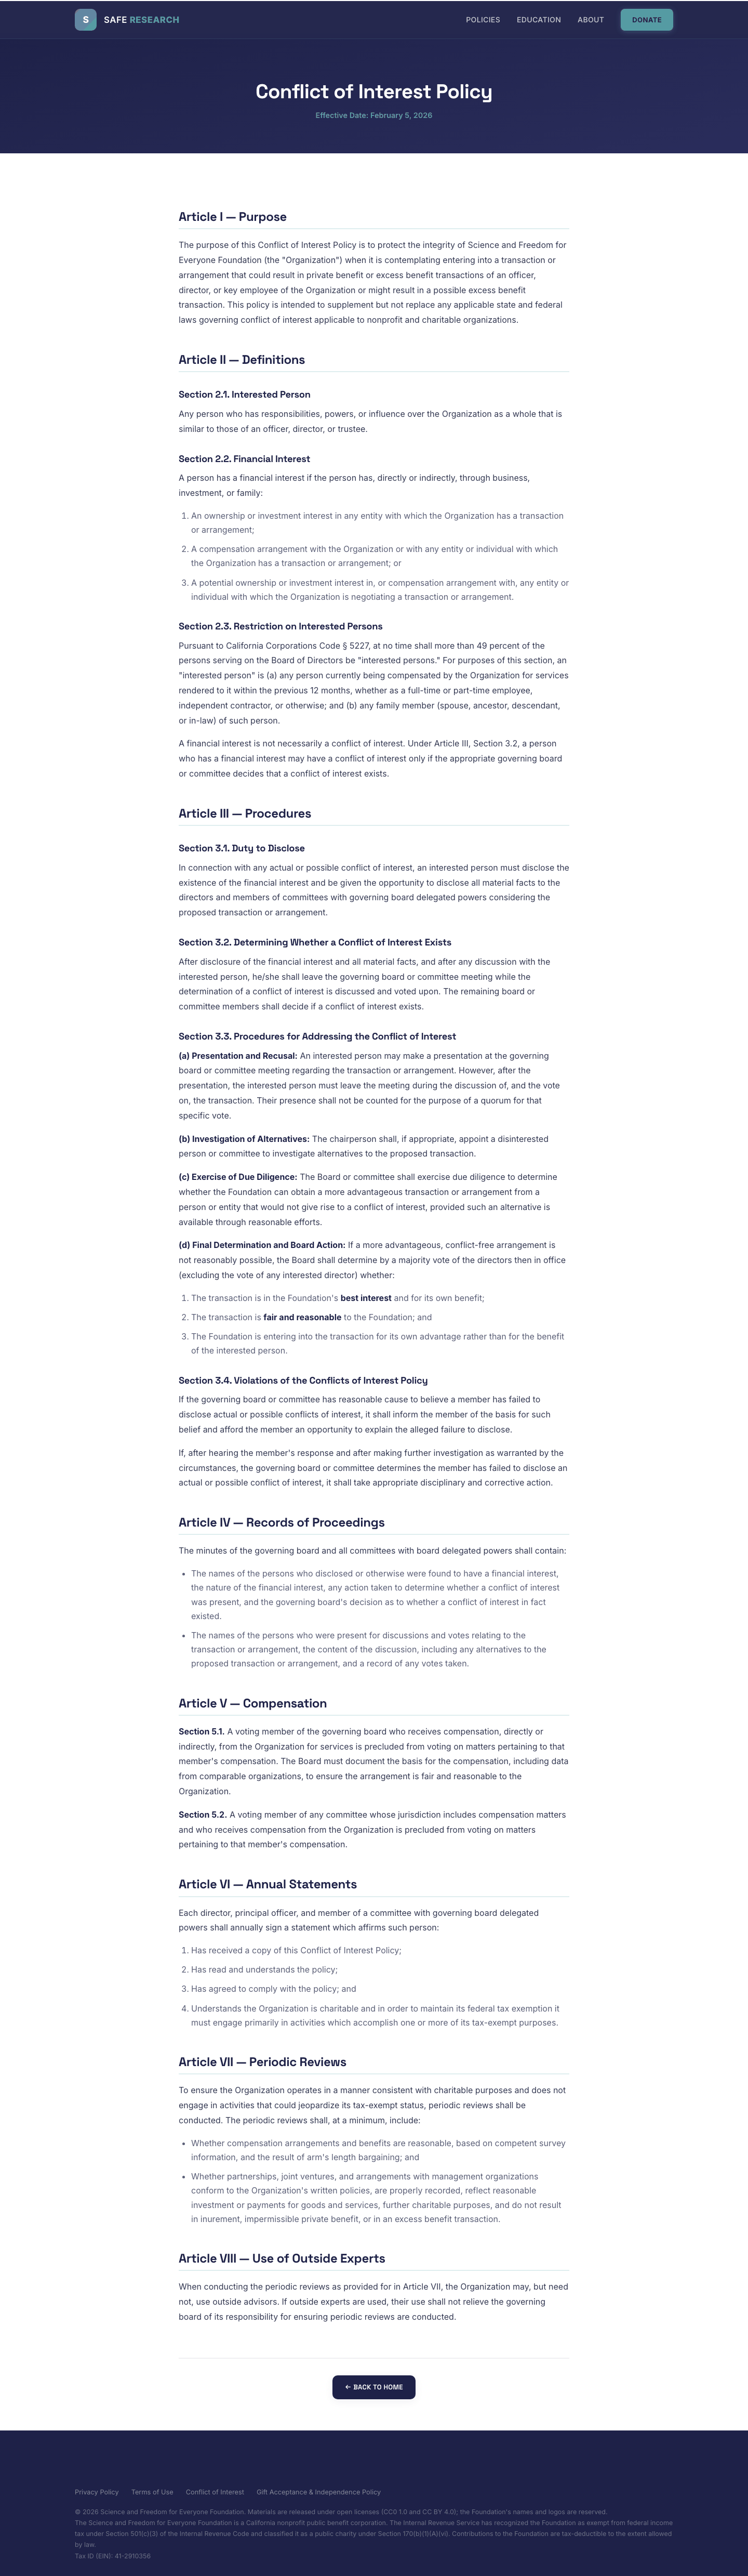 S SAFE RESEARCH POLICIES EDUCATION ABOUT DONATE
Conflict of Interest Policy
Effective Date: February 5, 2026
Article I — Purpose
The purpose of this Conflict of Interest Policy is to protect the integrity of Science and Freedom for
Everyone Foundation (the "Organization") when it is contemplating entering into a transaction or
arrangement that could result in private benefit or excess benefit transactions of an officer,
director, or key employee of the Organization or might result in a possible excess benefit
transaction. This policy is intended to supplement but not replace any applicable state and federal
laws governing conflict of interest applicable to nonprofit and charitable organizations.
Article II — Definitions
Section 2.1. Interested Person
Any person who has responsibilities, powers, or influence over the Organization as a whole that is
similar to those of an officer, director, or trustee.
Section 2.2. Financial Interest
A person has a financial interest if the person has, directly or indirectly, through business,
investment, or family:
1. An ownership or investment interest in any entity with which the Organization has a transaction
or arrangement;
2. A compensation arrangement with the Organization or with any entity or individual with which
the Organization has a transaction or arrangement; or
3. A potential ownership or investment interest in, or compensation arrangement with, any entity or
individual with which the Organization is negotiating a transaction or arrangement.
Section 2.3. Restriction on Interested Persons
Pursuant to California Corporations Code § 5227, at no time shall more than 49 percent of the
persons serving on the Board of Directors be "interested persons." For purposes of this section, an
"interested person" is (a) any person currently being compensated by the Organization for services
rendered to it within the previous 12 months, whether as a full-time or part-time employee,
independent contractor, or otherwise; and (b) any family member (spouse, ancestor, descendant,
or in-law) of such person.
A financial interest is not necessarily a conflict of interest. Under Article III, Section 3.2, a person
who has a financial interest may have a conflict of interest only if the appropriate governing board
or committee decides that a conflict of interest exists.
Article III — Procedures
Section 3.1. Duty to Disclose
In connection with any actual or possible conflict of interest, an interested person must disclose the
existence of the financial interest and be given the opportunity to disclose all material facts to the
directors and members of committees with governing board delegated powers considering the
proposed transaction or arrangement.
Section 3.2. Determining Whether a Conflict of Interest Exists
After disclosure of the financial interest and all material facts, and after any discussion with the
interested person, he/she shall leave the governing board or committee meeting while the
determination of a conflict of interest is discussed and voted upon. The remaining board or
committee members shall decide if a conflict of interest exists.
Section 3.3. Procedures for Addressing the Conflict of Interest
(a) Presentation and Recusal: An interested person may make a presentation at the governing
board or committee meeting regarding the transaction or arrangement. However, after the
presentation, the interested person must leave the meeting during the discussion of, and the vote
on, the transaction. Their presence shall not be counted for the purpose of a quorum for that
specific vote.
(b) Investigation of Alternatives: The chairperson shall, if appropriate, appoint a disinterested
person or committee to investigate alternatives to the proposed transaction.
(c) Exercise of Due Diligence: The Board or committee shall exercise due diligence to determine
whether the Foundation can obtain a more advantageous transaction or arrangement from a
person or entity that would not give rise to a conflict of interest, provided such an alternative is
available through reasonable efforts.
(d) Final Determination and Board Action: If a more advantageous, conflict-free arrangement is
not reasonably possible, the Board shall determine by a majority vote of the directors then in office
(excluding the vote of any interested director) whether:
1. The transaction is in the Foundation's best interest and for its own benefit;
2. The transaction is fair and reasonable to the Foundation; and
3. The Foundation is entering into the transaction for its own advantage rather than for the benefit
of the interested person.
Section 3.4. Violations of the Conflicts of Interest Policy
If the governing board or committee has reasonable cause to believe a member has failed to
disclose actual or possible conflicts of interest, it shall inform the member of the basis for such
belief and afford the member an opportunity to explain the alleged failure to disclose.
If, after hearing the member's response and after making further investigation as warranted by the
circumstances, the governing board or committee determines the member has failed to disclose an
actual or possible conflict of interest, it shall take appropriate disciplinary and corrective action.
Article IV — Records of Proceedings
The minutes of the governing board and all committees with board delegated powers shall contain:
• The names of the persons who disclosed or otherwise were found to have a financial interest,
the nature of the financial interest, any action taken to determine whether a conflict of interest
was present, and the governing board's decision as to whether a conflict of interest in fact
existed.
• The names of the persons who were present for discussions and votes relating to the
transaction or arrangement, the content of the discussion, including any alternatives to the
proposed transaction or arrangement, and a record of any votes taken.
Article V — Compensation
Section 5.1. A voting member of the governing board who receives compensation, directly or
indirectly, from the Organization for services is precluded from voting on matters pertaining to that
member's compensation. The Board must document the basis for the compensation, including data
from comparable organizations, to ensure the arrangement is fair and reasonable to the
Organization.
Section 5.2. A voting member of any committee whose jurisdiction includes compensation matters
and who receives compensation from the Organization is precluded from voting on matters
pertaining to that member's compensation.
Article VI — Annual Statements
Each director, principal officer, and member of a committee with governing board delegated
powers shall annually sign a statement which affirms such person:
1. Has received a copy of this Conflict of Interest Policy;
2. Has read and understands the policy;
3. Has agreed to comply with the policy; and
4. Understands the Organization is charitable and in order to maintain its federal tax exemption it
must engage primarily in activities which accomplish one or more of its tax-exempt purposes.
Article VII — Periodic Reviews
To ensure the Organization operates in a manner consistent with charitable purposes and does not
engage in activities that could jeopardize its tax-exempt status, periodic reviews shall be
conducted. The periodic reviews shall, at a minimum, include:
• Whether compensation arrangements and benefits are reasonable, based on competent survey
information, and the result of arm's length bargaining; and
• Whether partnerships, joint ventures, and arrangements with management organizations
conform to the Organization's written policies, are properly recorded, reflect reasonable
investment or payments for goods and services, further charitable purposes, and do not result
in inurement, impermissible private benefit, or in an excess benefit transaction.
Article VIII — Use of Outside Experts
When conducting the periodic reviews as provided for in Article VII, the Organization may, but need
not, use outside advisors. If outside experts are used, their use shall not relieve the governing
board of its responsibility for ensuring periodic reviews are conducted.
← BACK TO HOME
Privacy Policy Terms of Use Conflict of Interest Gift Acceptance & Independence Policy
© 2026 Science and Freedom for Everyone Foundation. Materials are released under open licenses (CC0 1.0 and CC BY 4.0); the Foundation's names and logos are reserved.
The Science and Freedom for Everyone Foundation is a California nonprofit public benefit corporation. The Internal Revenue Service has recognized the Foundation as exempt from federal income
tax under Section 501(c)(3) of the Internal Revenue Code and classified it as a public charity under Section 170(b)(1)(A)(vi). Contributions to the Foundation are tax-deductible to the extent allowed
by law.
Tax ID (EIN): 41-2910356